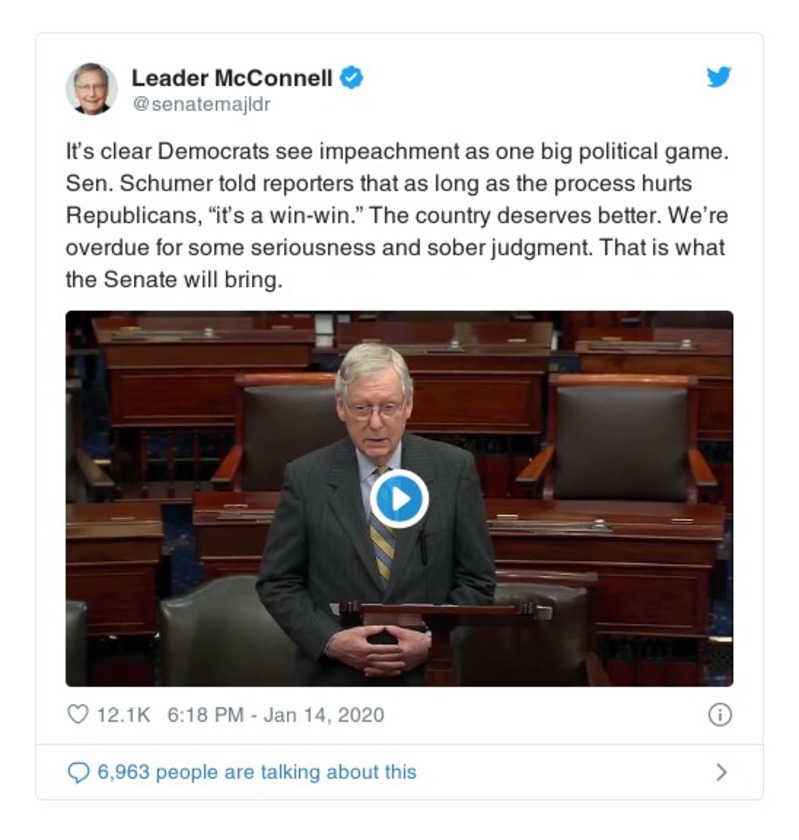 Leader McConnell
@senatemajldr
It’s clear Democrats see impeachment as one big political game.
Sen. Schumer told reporters that as long as the process hurts
Republicans, “it’s a win-win.” The country deserves better. We’re
overdue for some seriousness and sober judgment. That is what
the Senate will bring.
12.1K 6:18 PM - Jan 14, 2020
6,963 people are talking about this